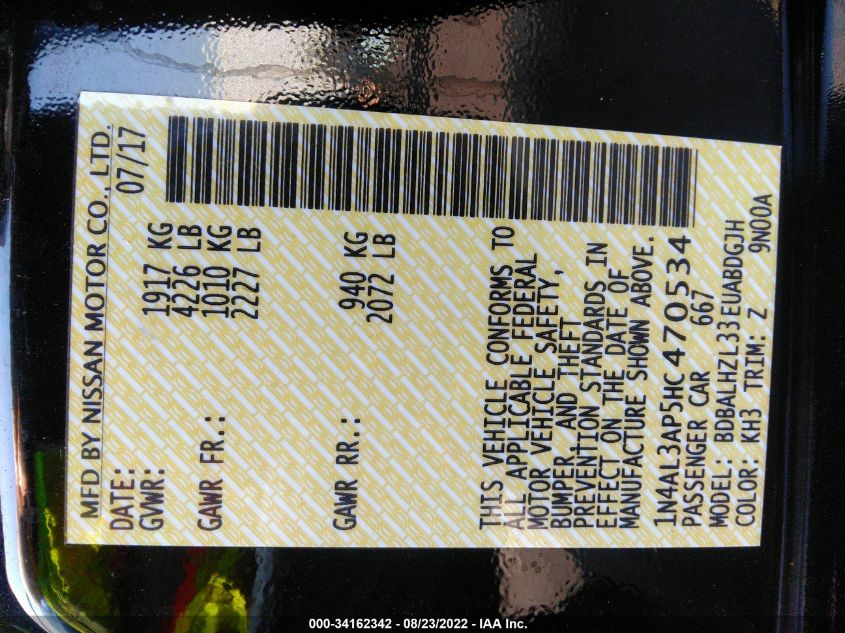 MFD BY NISSAN MOTOR CO., LTD.
DATE: 07/17
GVWR: 1917 KG
4226 LB
GAWR FR.: 1010 KG
2227 LB
GAWR RR.: 940 KG
2072 LB
THIS VEHICLE CONFORMS TO
ALL APPLICABLE FEDERAL
MOTOR VEHICLE SAFETY,
BUMPER, AND THEFT
PREVENTION STANDARDS IN
EFFECT ON THE DATE OF
MANUFACTURE SHOWN ABOVE.
1N4AL3AP5HC470534
PASSENGER CAR 667
MODEL: BDBALHZL33EUABDGJH
COLOR: KH3 TRIM: Z 9N00A
000-34162342 - 08/23/2022 - IAA Inc.